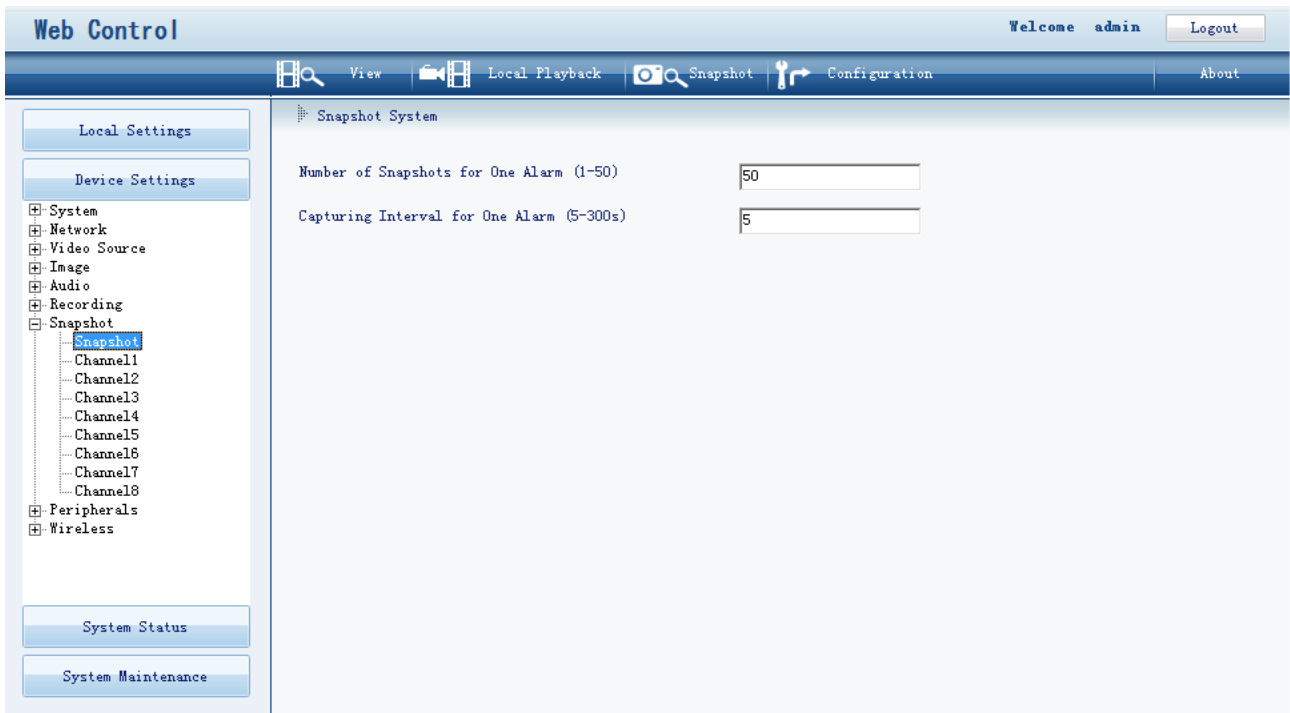 Web Control
Welcome admin
Logout
View
Local Playback
Snapshot
Configuration
About
Local Settings
Device Settings
System
Network
Video Source
Image
Audio
Recording
Snapshot
Snapshot
Channel1
Channel2
Channel3
Channel4
Channel5
Channel6
Channel7
Channel8
Peripherals
Wireless
System Status
System Maintenance
Snapshot System
Number of Snapshots for One Alarm (1-50)
50
Capturing Interval for One Alarm (5-300s)
5